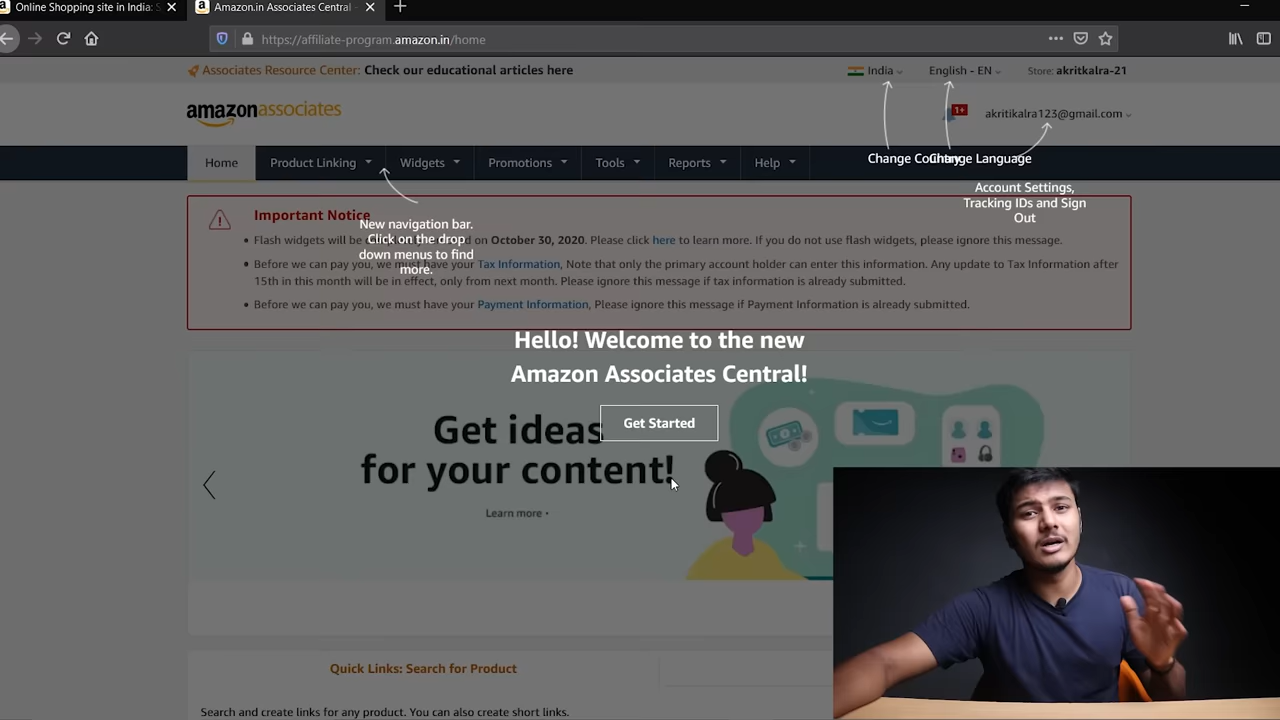 Online Shopping site in India: S
Amazon.in Associates Central -
https://affiliate-program.amazon.in/home
Associates Resource Center: Check our educational articles here
India
English - EN
Store: akritkalra-21
amazonassociates
1+
akritikalra123@gmail.com
Home
Product Linking
Widgets
Promotions
Tools
Reports
Help
Change Country
Change Language
Account Settings,
Tracking IDs and Sign
Out
Important Notice
New navigation bar.
Click on the drop
down menus to find
more.
Flash widgets will be on October 30, 2020. Please click here to learn more. If you do not use flash widgets, please ignore this message.
Before we can pay you, we must have your Tax Information, Note that only the primary account holder can enter this information. Any update to Tax Information after
15th in this month will be in effect, only from next month. Please ignore this message if tax information is already submitted.
Before we can pay you, we must have your Payment Information, Please ignore this message if Payment Information is already submitted.
Hello! Welcome to the new
Amazon Associates Central!
Get Started
Get ideas
for your content!
Learn more
Quick Links: Search for Product
Search and create links for any product. You can also create short links.